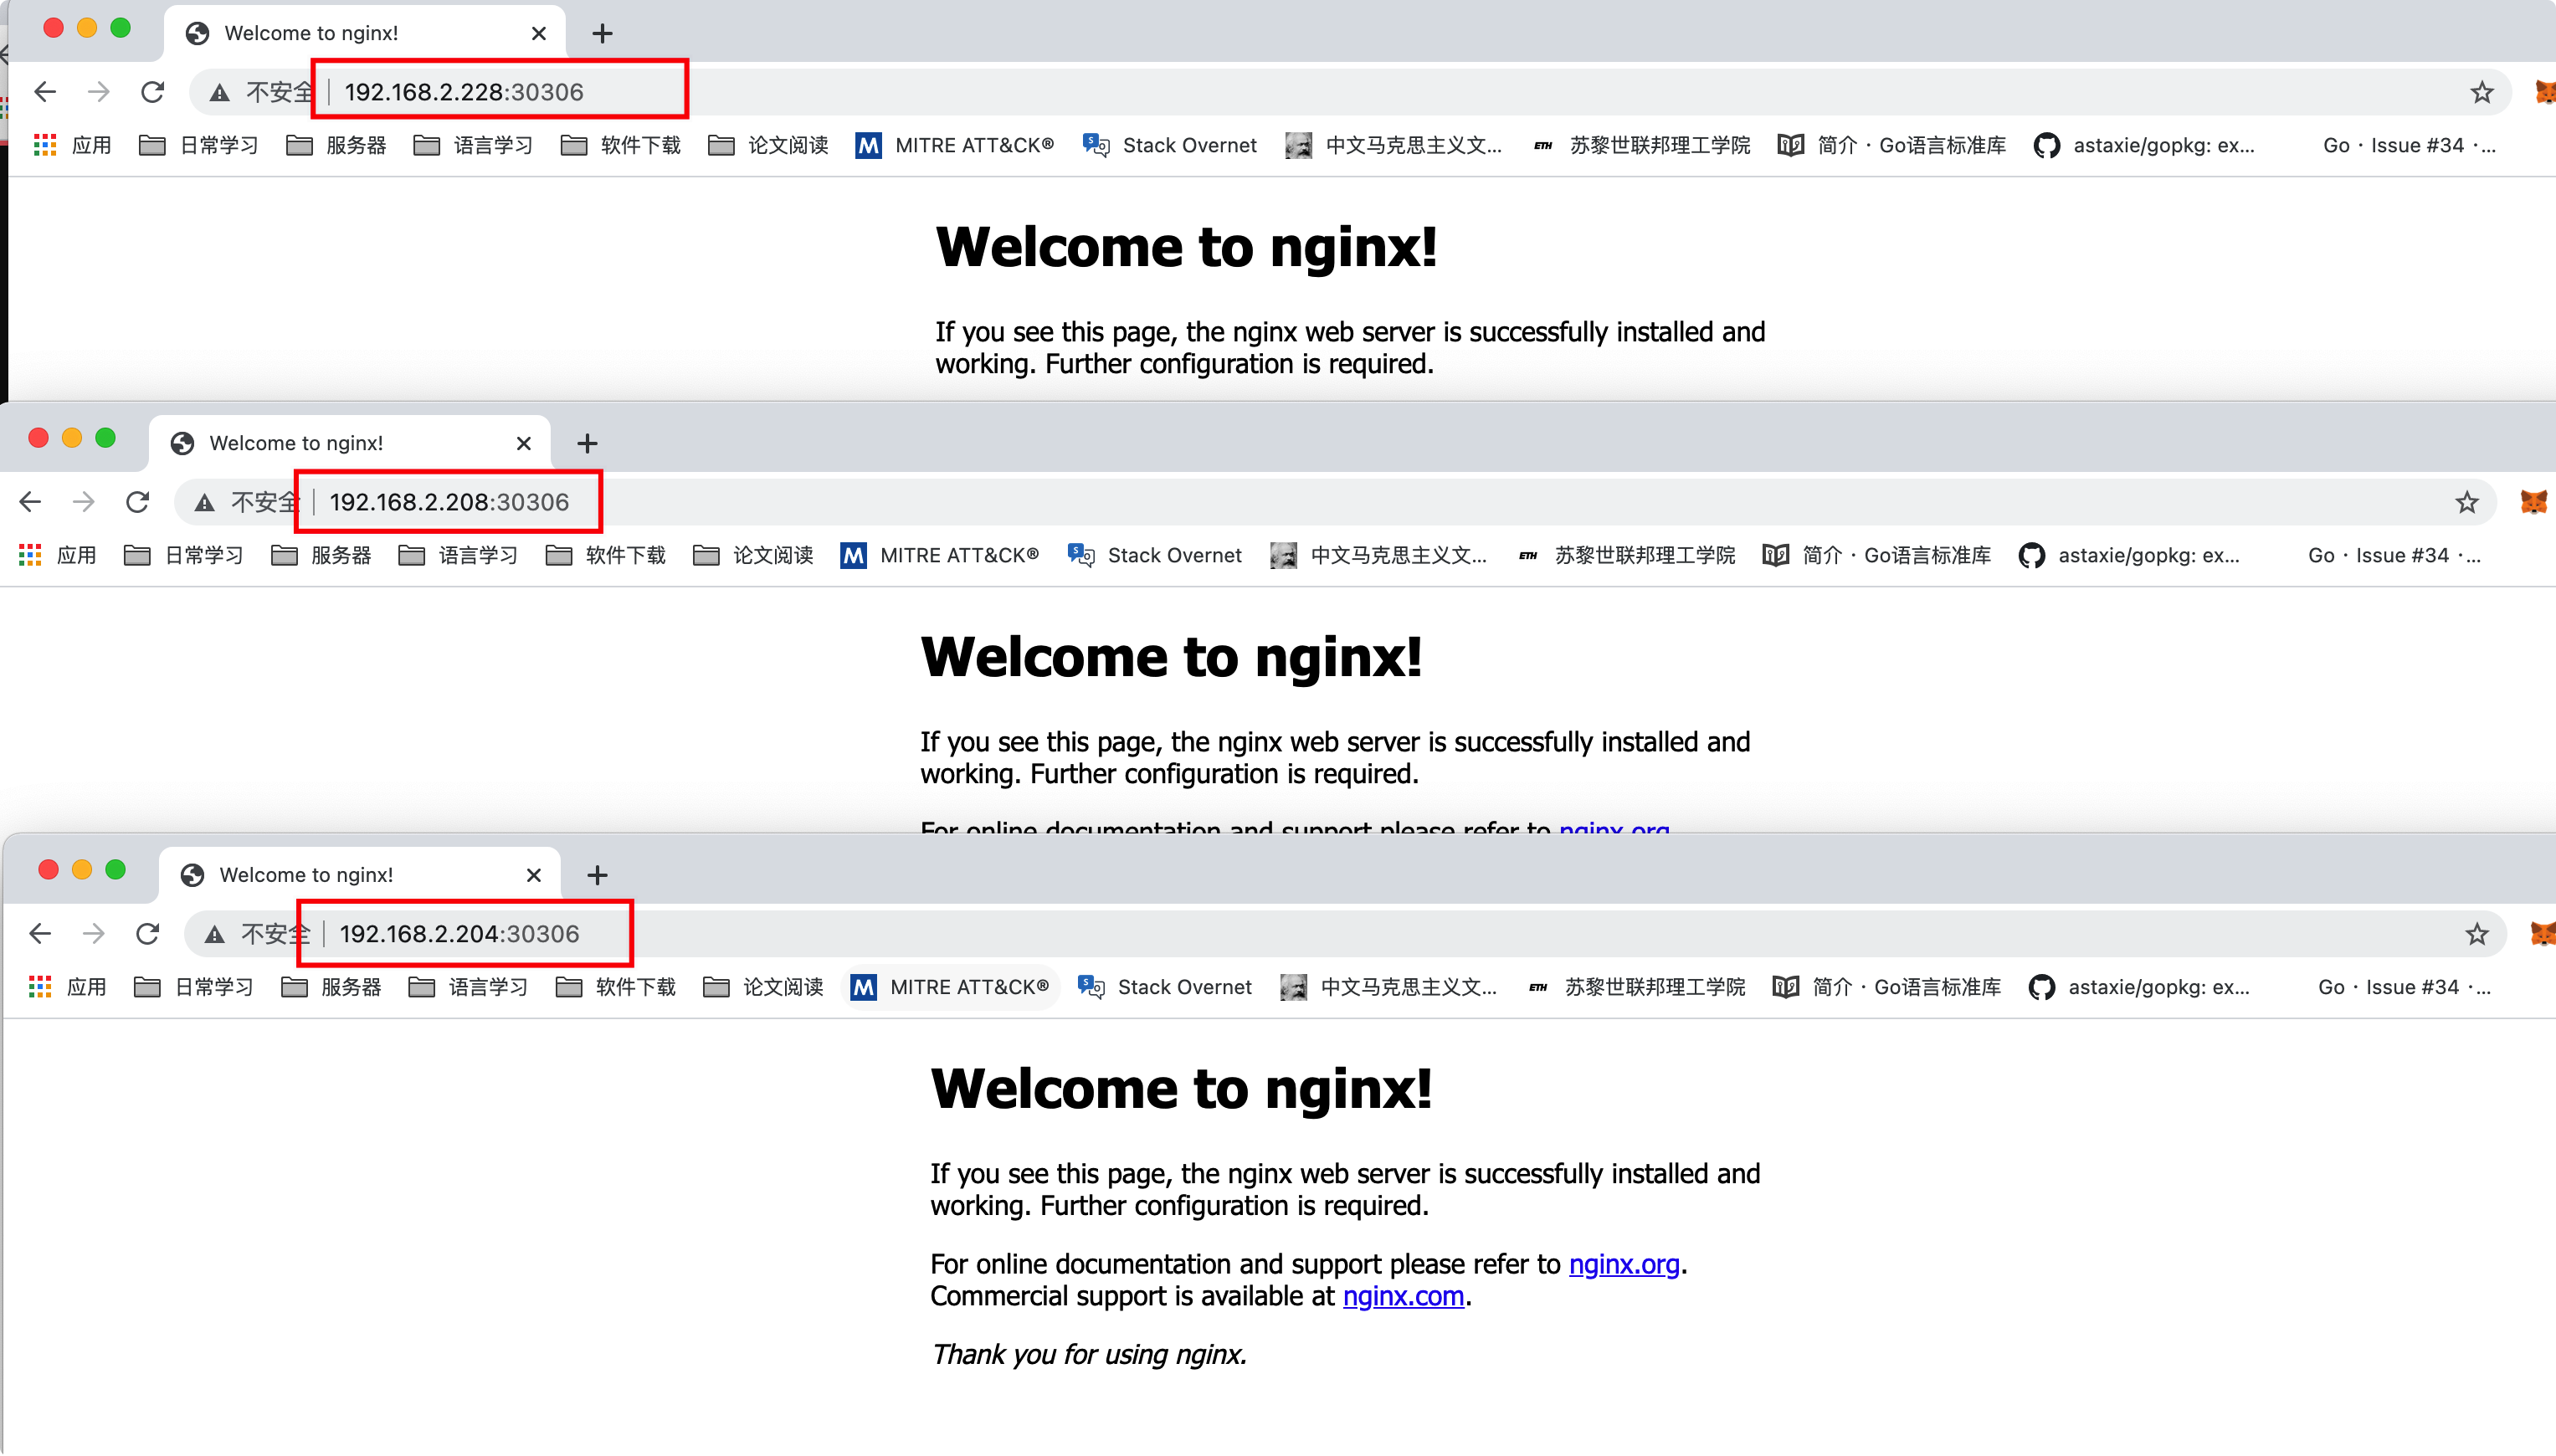 Welcome to nginx!
不安全 192.168.2.228:30306
应用 日常学习 服务器 语言学习 软件下载 论文阅读 MITRE ATT&CK® Stack Overnet 中文马克思主义文... ETH 苏黎世联邦理工学院 简介 · Go语言标准库 astaxie/gopkg: ex... Go · Issue #34 ·...
Welcome to nginx!
If you see this page, the nginx web server is successfully installed and
working. Further configuration is required.
Welcome to nginx!
不安全 192.168.2.208:30306
应用 日常学习 服务器 语言学习 软件下载 论文阅读 MITRE ATT&CK® Stack Overnet 中文马克思主义文... ETH 苏黎世联邦理工学院 简介 · Go语言标准库 astaxie/gopkg: ex... Go · Issue #34 ·...
Welcome to nginx!
If you see this page, the nginx web server is successfully installed and
working. Further configuration is required.
For online documentation and support please refer to nginx.org
Welcome to nginx!
不安全 192.168.2.204:30306
应用 日常学习 服务器 语言学习 软件下载 论文阅读 MITRE ATT&CK® Stack Overnet 中文马克思主义文... ETH 苏黎世联邦理工学院 简介 · Go语言标准库 astaxie/gopkg: ex... Go · Issue #34 ·...
Welcome to nginx!
If you see this page, the nginx web server is successfully installed and
working. Further configuration is required.
For online documentation and support please refer to nginx.org.
Commercial support is available at nginx.com.
Thank you for using nginx.